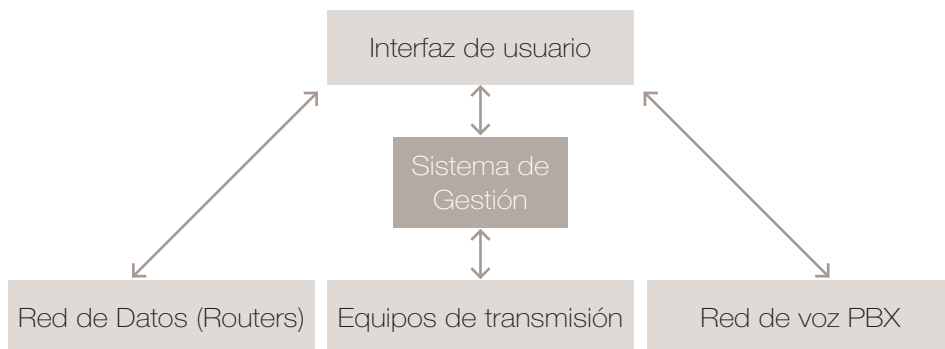 Interfaz de usuario
Sistema de
Gestión
Red de Datos (Routers)
Equipos de transmisión
Red de voz PBX